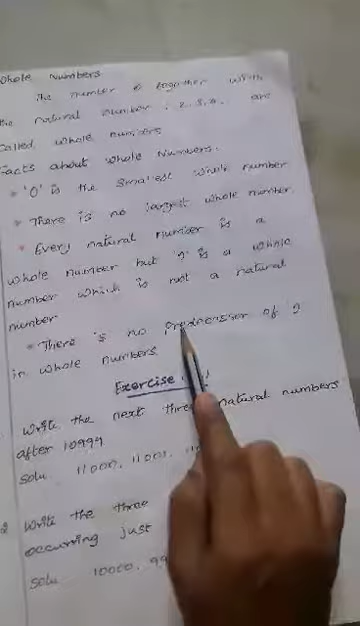 Whole Numbers
The number 0 together with
the natural number 1, 2, 3, 4, are
called whole numbers
Facts about whole Numbers.
"0" is the smallest whole number
There is no largest whole number.
Every natural number is a
whole number but '0' is a whole
number which is not a natural
number
There is no predecessor of 0
in whole numbers
Exercise
Write the next three natural numbers
after 10999
solu. 11000, 11001,
2 Write the three
occurring just
solu 10000, 99